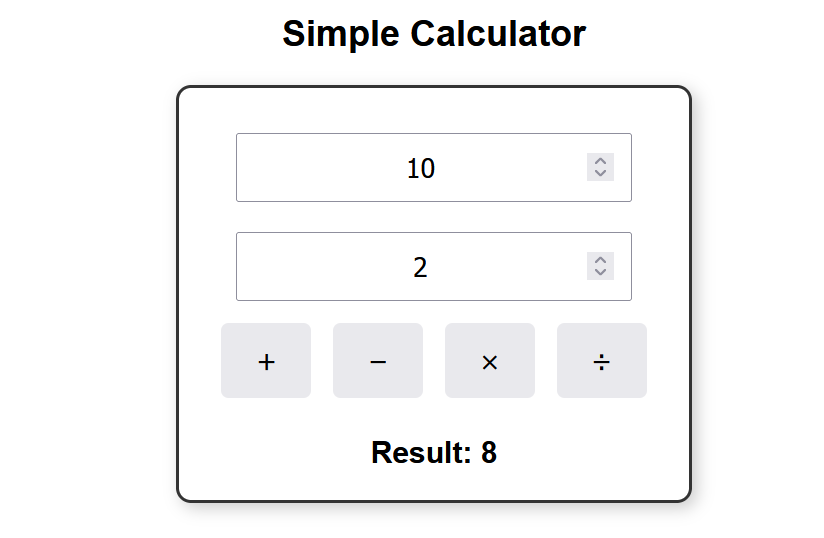 Simple Calculator
10
2
+ − × ÷
Result: 8